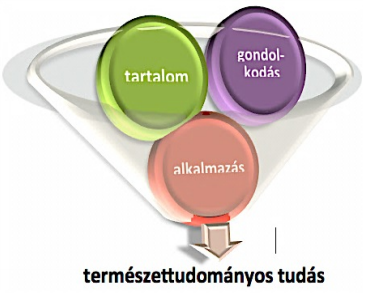 tartalom
gondol-
kodás
alkalmazás
természettudományos tudás